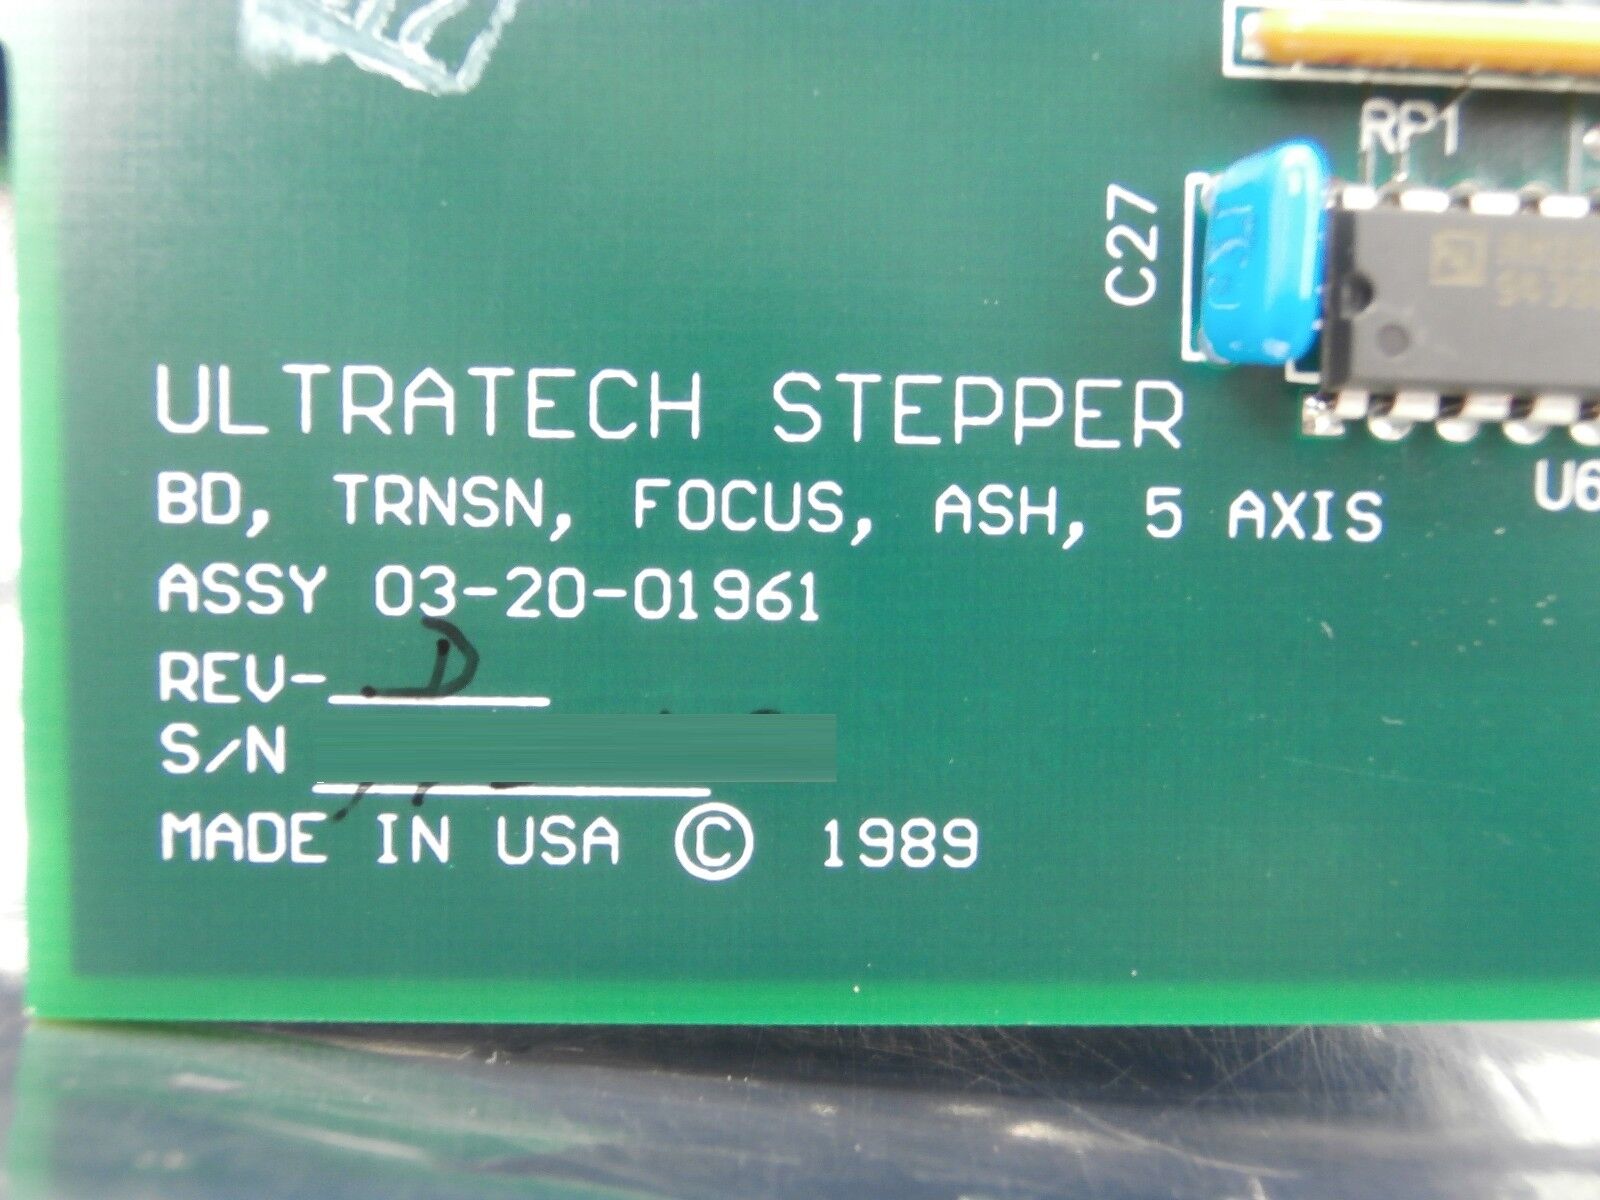 RP1
C27
ULTRATECH STEPPER
BD, TRNSN, FOCUS, ASH, 5 AXIS
ASSY 03-20-01961
REV- D
S/N
MADE IN USA © 1989
U6